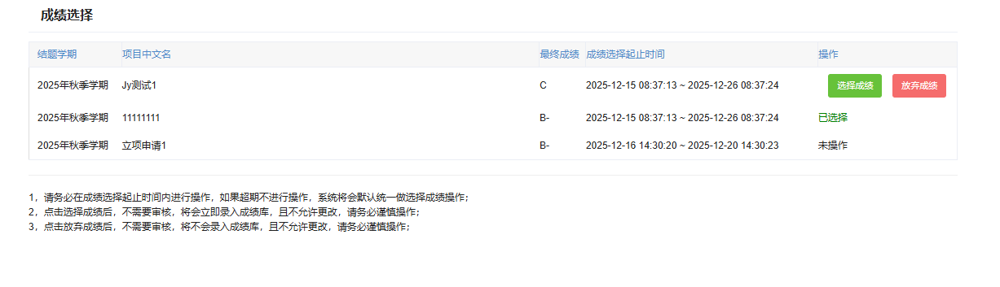 成绩选择
结题学期 项目中文名 最终成绩 成绩选择起止时间 操作
2025年秋季学期 Jy测试1 C 2025-12-15 08:37:13 ~ 2025-12-26 08:37:24 选择成绩 放弃成绩
2025年秋季学期 11111111 B- 2025-12-15 08:37:13 ~ 2025-12-26 08:37:24 已选择
2025年秋季学期 立项申请1 B- 2025-12-16 14:30:20 ~ 2025-12-20 14:30:23 未操作
1，请务必在成绩选择起止时间内进行操作，如果超期不进行操作，系统将会默认统一做选择成绩操作；
2，点击选择成绩后，不需要审核，将会立即录入成绩库，且不允许更改，请务必谨慎操作；
3，点击放弃成绩后，不需要审核，将不会录入成绩库，且不允许更改，请务必谨慎操作；